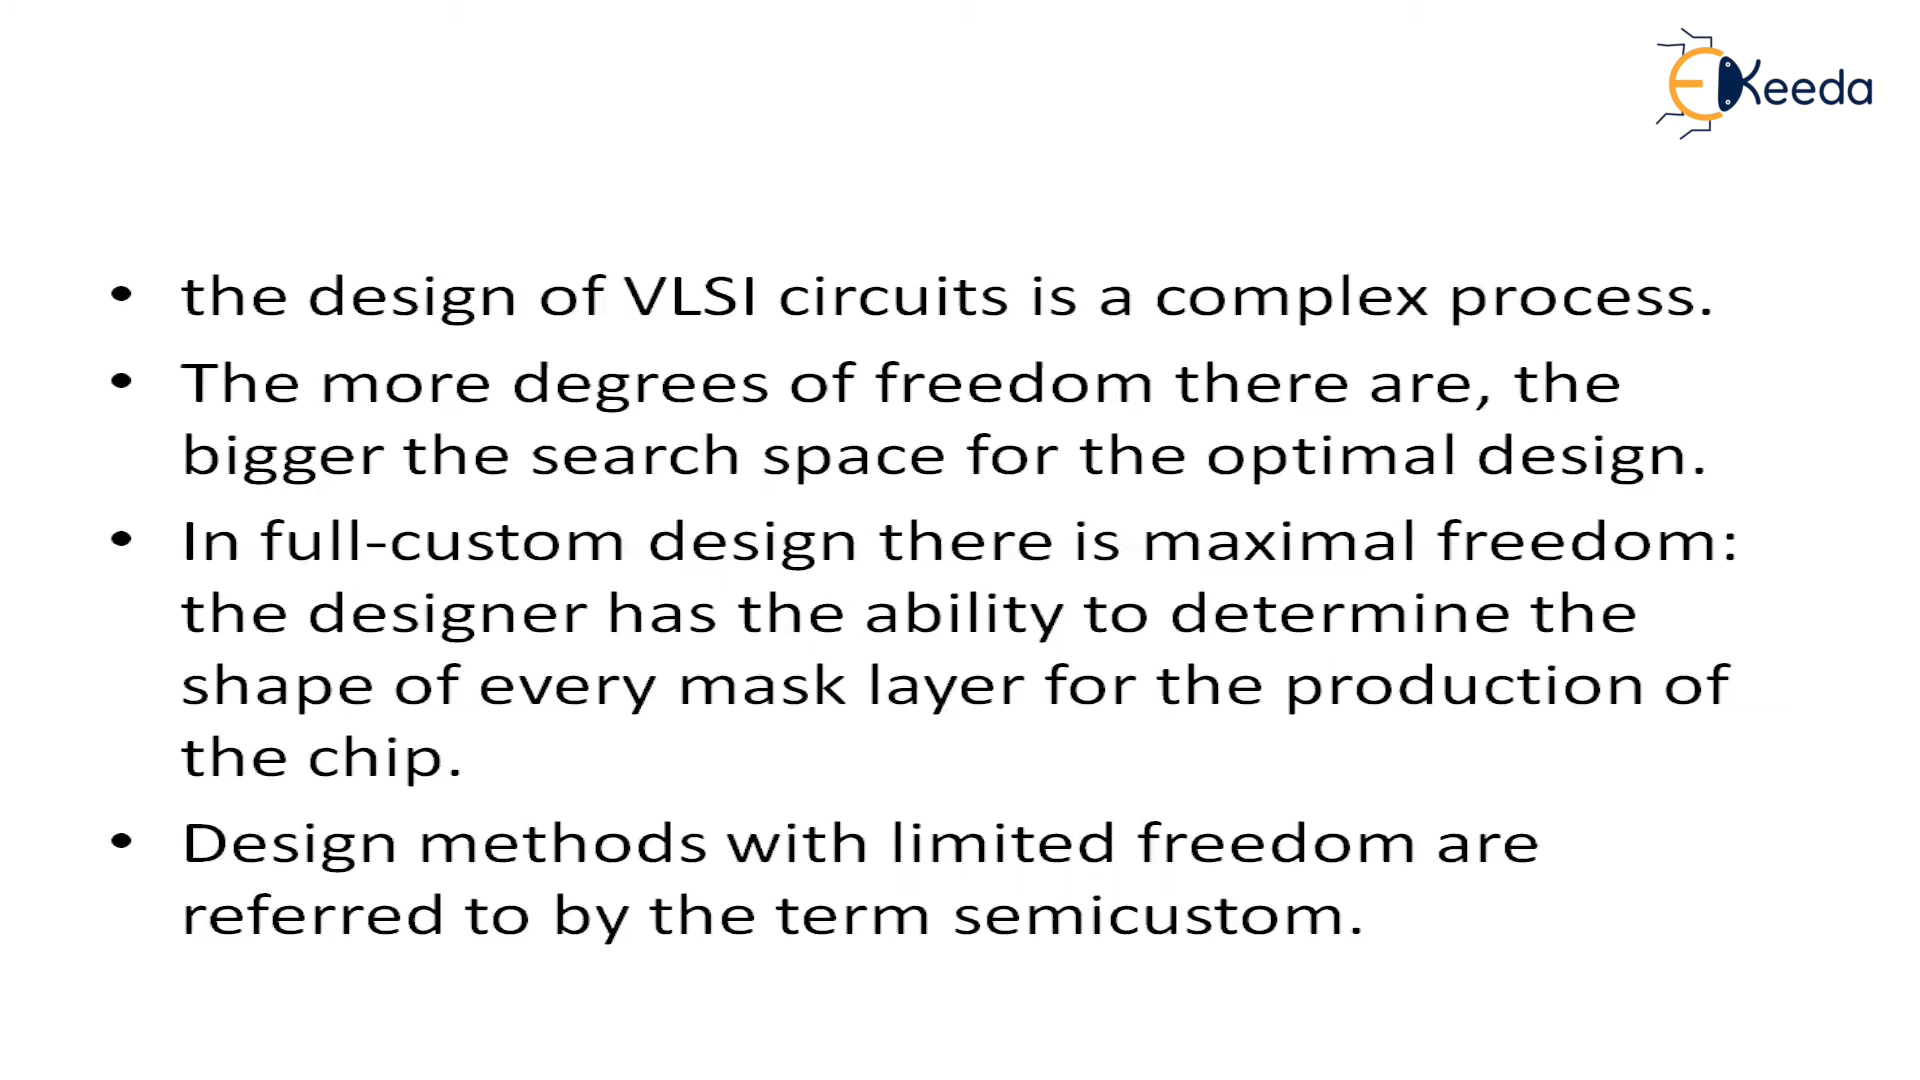 EKeeda
• the design of VLSI circuits is a complex process.
• The more degrees of freedom there are, the
bigger the search space for the optimal design.
• In full-custom design there is maximal freedom:
the designer has the ability to determine the
shape of every mask layer for the production of
the chip.
• Design methods with limited freedom are
referred to by the term semicustom.